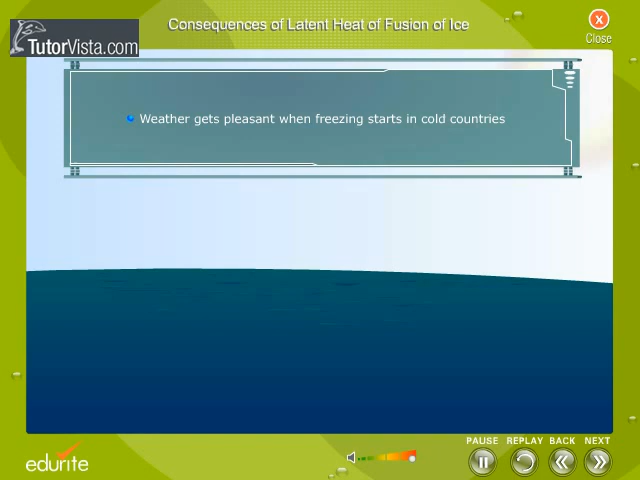 Consequences of Latent Heat of Fusion of Ice
X
Close
TutorVista.com
Weather gets pleasant when freezing starts in cold countries
PAUSE REPLAY BACK NEXT
edurite